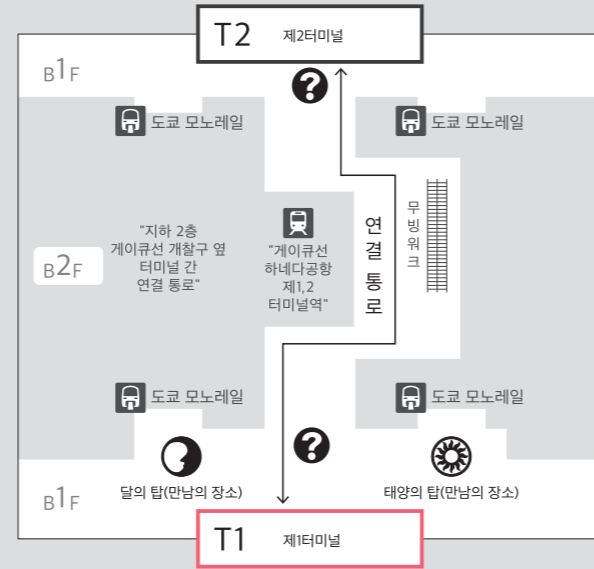 T2 제2터미널
B1F
?
도쿄 모노레일
도쿄 모노레일
"지하 2층
게이큐선 개찰구 옆
터미널 간
연결 통로"
B2F
"게이큐선
하네다공항
제1,2
터미널역"
연결 통로
무빙워크
도쿄 모노레일
도쿄 모노레일
?
달의 탑(만남의 장소)
태양의 탑(만남의 장소)
B1F
T1 제1터미널